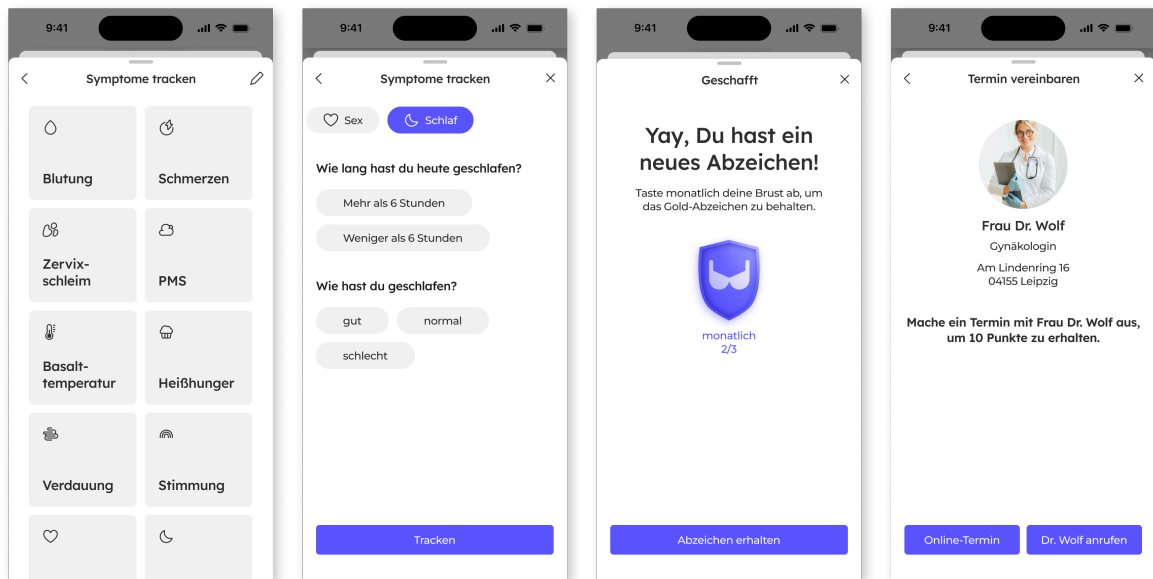 9:41
Symptome tracken
Blutung
Schmerzen
Zervix-
schleim
PMS
Basalt-
temperatur
Heißhunger
Verdauung
Stimmung
9:41
Symptome tracken
Sex
Schlaf
Wie lang hast du heute geschlafen?
Mehr als 6 Stunden
Weniger als 6 Stunden
Wie hast du geschlafen?
gut
normal
schlecht
Tracken
9:41
Geschafft
Yay, Du hast ein
neues Abzeichen!
Taste monatlich deine Brust ab, um
das Gold-Abzeichen zu behalten.
monatlich
2/3
Abzeichen erhalten
9:41
Termin vereinbaren
Frau Dr. Wolf
Gynäkologin
Am Lindenring 16
04155 Leipzig
Mache ein Termin mit Frau Dr. Wolf aus,
um 10 Punkte zu erhalten.
Online-Termin
Dr. Wolf anrufen